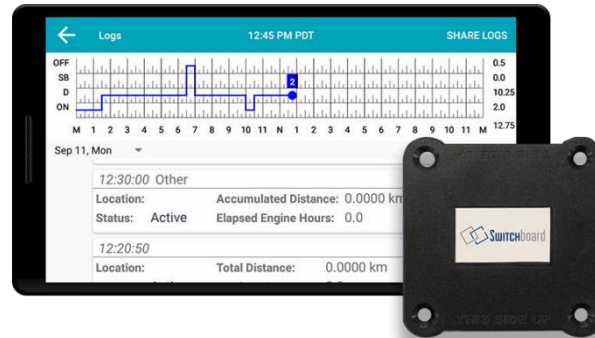 Logs 12:45 PM PDT SHARE LOGS
OFF 0.5
SB 2 0.0
D 10.25
ON 2.0
M 1 2 3 4 5 6 7 8 9 10 11 N 1 2 3 4 5 6 7 8 9 10 11 M 12.75
Sep 11, Mon
12:30:00 Other
Location: Accumulated Distance: 0.0000 km
Status: Active Elapsed Engine Hours: 0.0
12:20:50
Location: Total Distance: 0.0000 km
SWITCHboard
THIS SIDE UP